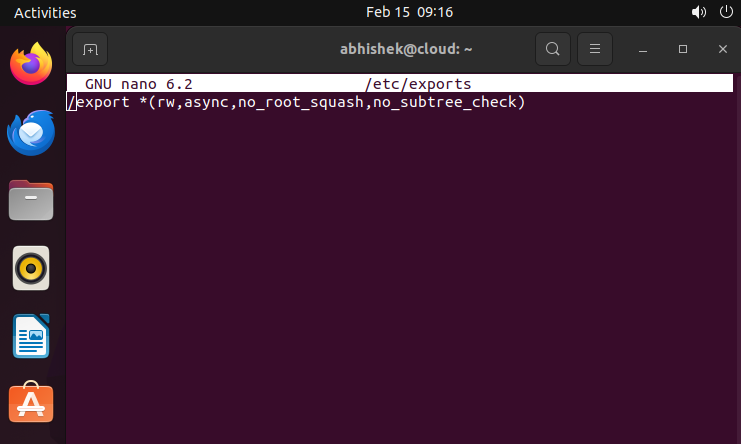 Activities
Feb 15 09:16
abhishek@cloud: ~
GNU nano 6.2 /etc/exports
/export *(rw,async,no_root_squash,no_subtree_check)